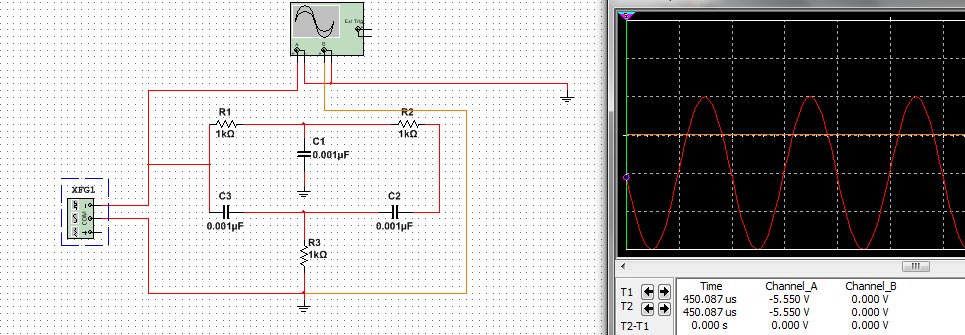 Ext Trig
A
B
R1
1kΩ
R2
1kΩ
C1
0.001µF
XFG1
COM
C3
0.001µF
C2
0.001µF
R3
1kΩ
T1
T2
T2-T1
Time Channel_A Channel_B
450.087 us -5.550 V 0.000 V
450.087 us -5.550 V 0.000 V
0.000 s 0.000 V 0.000 V